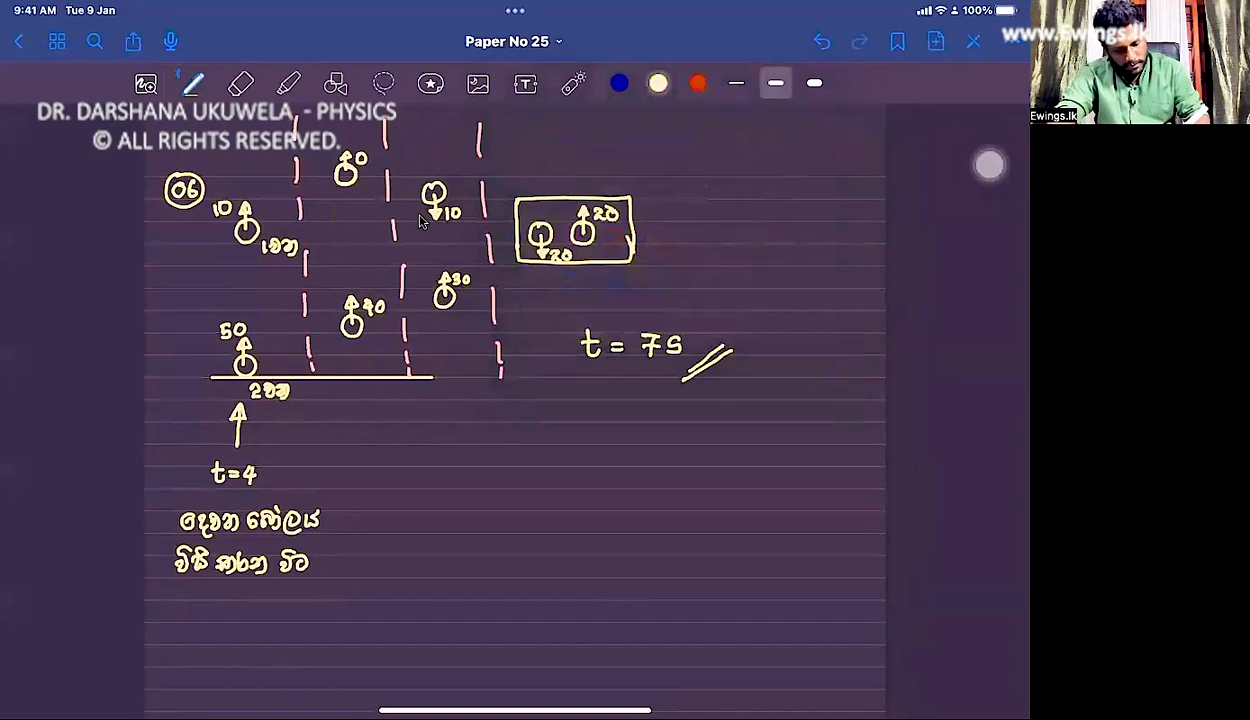 9:41 AM Tue 9 Jan
100%
Paper No 25
www.Ewings.lk
Ewings.lk
DR. DARSHANA UKUWELA - PHYSICS
© ALL RIGHTS RESERVED.
06
10
1වන
50
2වන
0
40
10
30
20
20
t = 7s
t=4
දෙවන බෝලය
විසි කරන විට